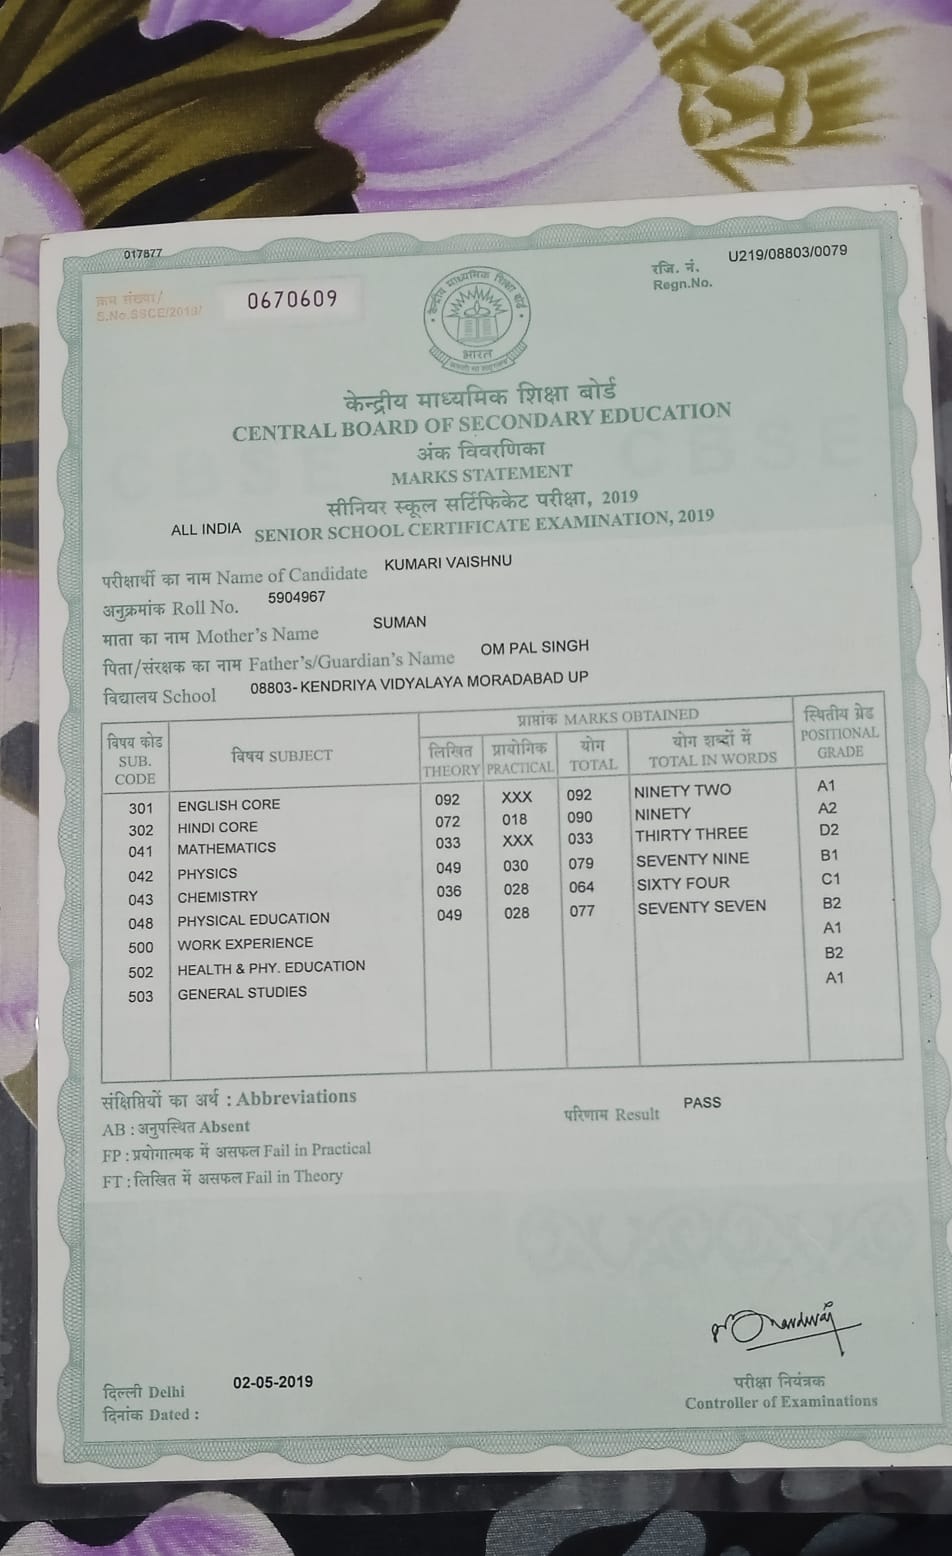 017877
U219/08803/0079
रजि. नं.
Regn.No.
क्रम संख्या/
S.No.SSCE/2019/
0670609
केन्द्रीय माध्यमिक शिक्षा बोर्ड
भारत
केन्द्रीय माध्यमिक शिक्षा बोर्ड
CENTRAL BOARD OF SECONDARY EDUCATION
अंक विवरणिका
MARKS STATEMENT
सीनियर स्कूल सर्टिफिकेट परीक्षा, 2019
ALL INDIA SENIOR SCHOOL CERTIFICATE EXAMINATION, 2019
परीक्षार्थी का नाम Name of Candidate KUMARI VAISHNU
अनुक्रमांक Roll No. 5904967
माता का नाम Mother's Name SUMAN
पिता/संरक्षक का नाम Father's/Guardian's Name OM PAL SINGH
विद्यालय School 08803-KENDRIYA VIDYALAYA MORADABAD UP
विषय कोड SUB. CODE विषय SUBJECT प्राप्तांक MARKS OBTAINED स्थितीय ग्रेड POSITIONAL GRADE
लिखित THEORY प्रायोगिक PRACTICAL योग TOTAL योग शब्दों में TOTAL IN WORDS
301 ENGLISH CORE 092 XXX 092 NINETY TWO A1
302 HINDI CORE 072 018 090 NINETY A2
041 MATHEMATICS 033 XXX 033 THIRTY THREE D2
042 PHYSICS 049 030 079 SEVENTY NINE B1
043 CHEMISTRY 036 028 064 SIXTY FOUR C1
048 PHYSICAL EDUCATION 049 028 077 SEVENTY SEVEN B2
500 WORK EXPERIENCE A1
502 HEALTH & PHY. EDUCATION B2
503 GENERAL STUDIES A1
संक्षिप्तियों का अर्थ : Abbreviations
AB : अनुपस्थित Absent
परिणाम Result PASS
FP : प्रयोगात्मक में असफल Fail in Practical
FT : लिखित में असफल Fail in Theory
दिल्ली Delhi 02-05-2019
दिनांक Dated :
परीक्षा नियंत्रक
Controller of Examinations